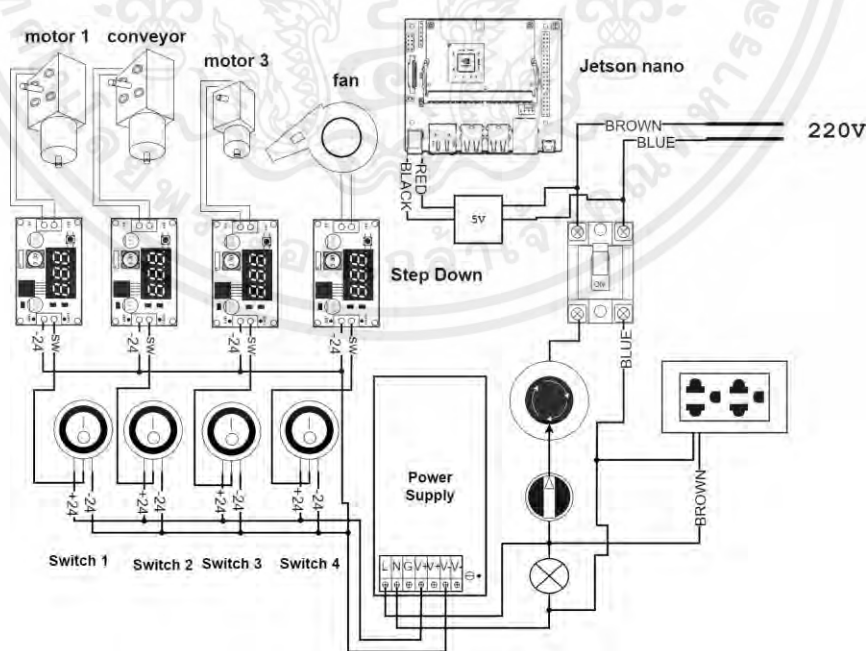 motor 1
conveyor
motor 3
fan
Jetson nano
BROWN
BLUE
220V
BLACK
RED
5V
Step Down
-24
SW
-24
SW
-24
SW
-24
SW
BLUE
Power
Supply
BROWN
+24
-24
+24
-24
+24
-24
+24
-24
Switch 1
Switch 2
Switch 3
Switch 4
L N G V+ V+ V- V-